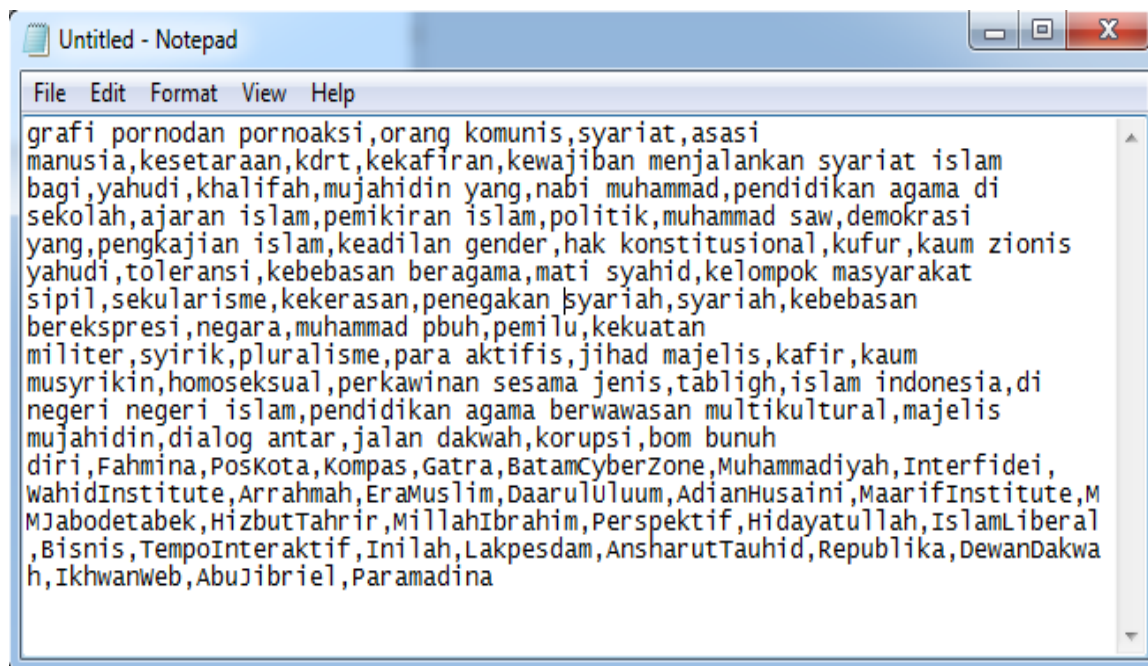 Untitled - Notepad
File Edit Format View Help
grafi pornodan pornoaksi,orang komunis,syariat,asasi
manusia,kesetaraan,kdrt,kekafiran,kewajiban menjalankan syariat islam
bagi,yahudi,khalifah,mujahidin yang,nabi muhammad,pendidikan agama di
sekolah,ajaran islam,pemikiran islam,politik,muhammad saw,demokrasi
yang,pengkajian islam,keadilan gender,hak konstitusional,kufur,kaum zionis
yahudi,toleransi,kebebasan beragama,mati syahid,kelompok masyarakat
sipil,sekularisme,kekerasan,penegakan syariah,syariah,kebebasan
berekspresi,negara,muhammad pbuh,pemilu,kekuatan
militer,syirik,pluralisme,para aktifis,jihad majelis,kafir,kaum
musyrikin,homoseksual,perkawinan sesama jenis,tabligh,islam indonesia,di
negeri negeri islam,pendidikan agama berwawasan multikultural,majelis
mujahidin,dialog antar,jalan dakwah,korupsi,bom bunuh
diri,Fahmina,PosKota,Kompas,Gatra,BatamCyberZone,Muhammadiyah,Interfidei,
WahidInstitute,Arrahmah,EraMuslim,DaarulUluum,AdianHusaini,MaarifInstitute,M
MJabodetabek,HizbutTahrir,MillahIbrahim,Perspektif,Hidayatullah,IslamLiberal
,Bisnis,TempoInteraktif,Inilah,Lakpesdam,AnsharutTauhid,Republika,DewanDakwa
h,IkhwanWeb,AbuJibriel,Paramadina